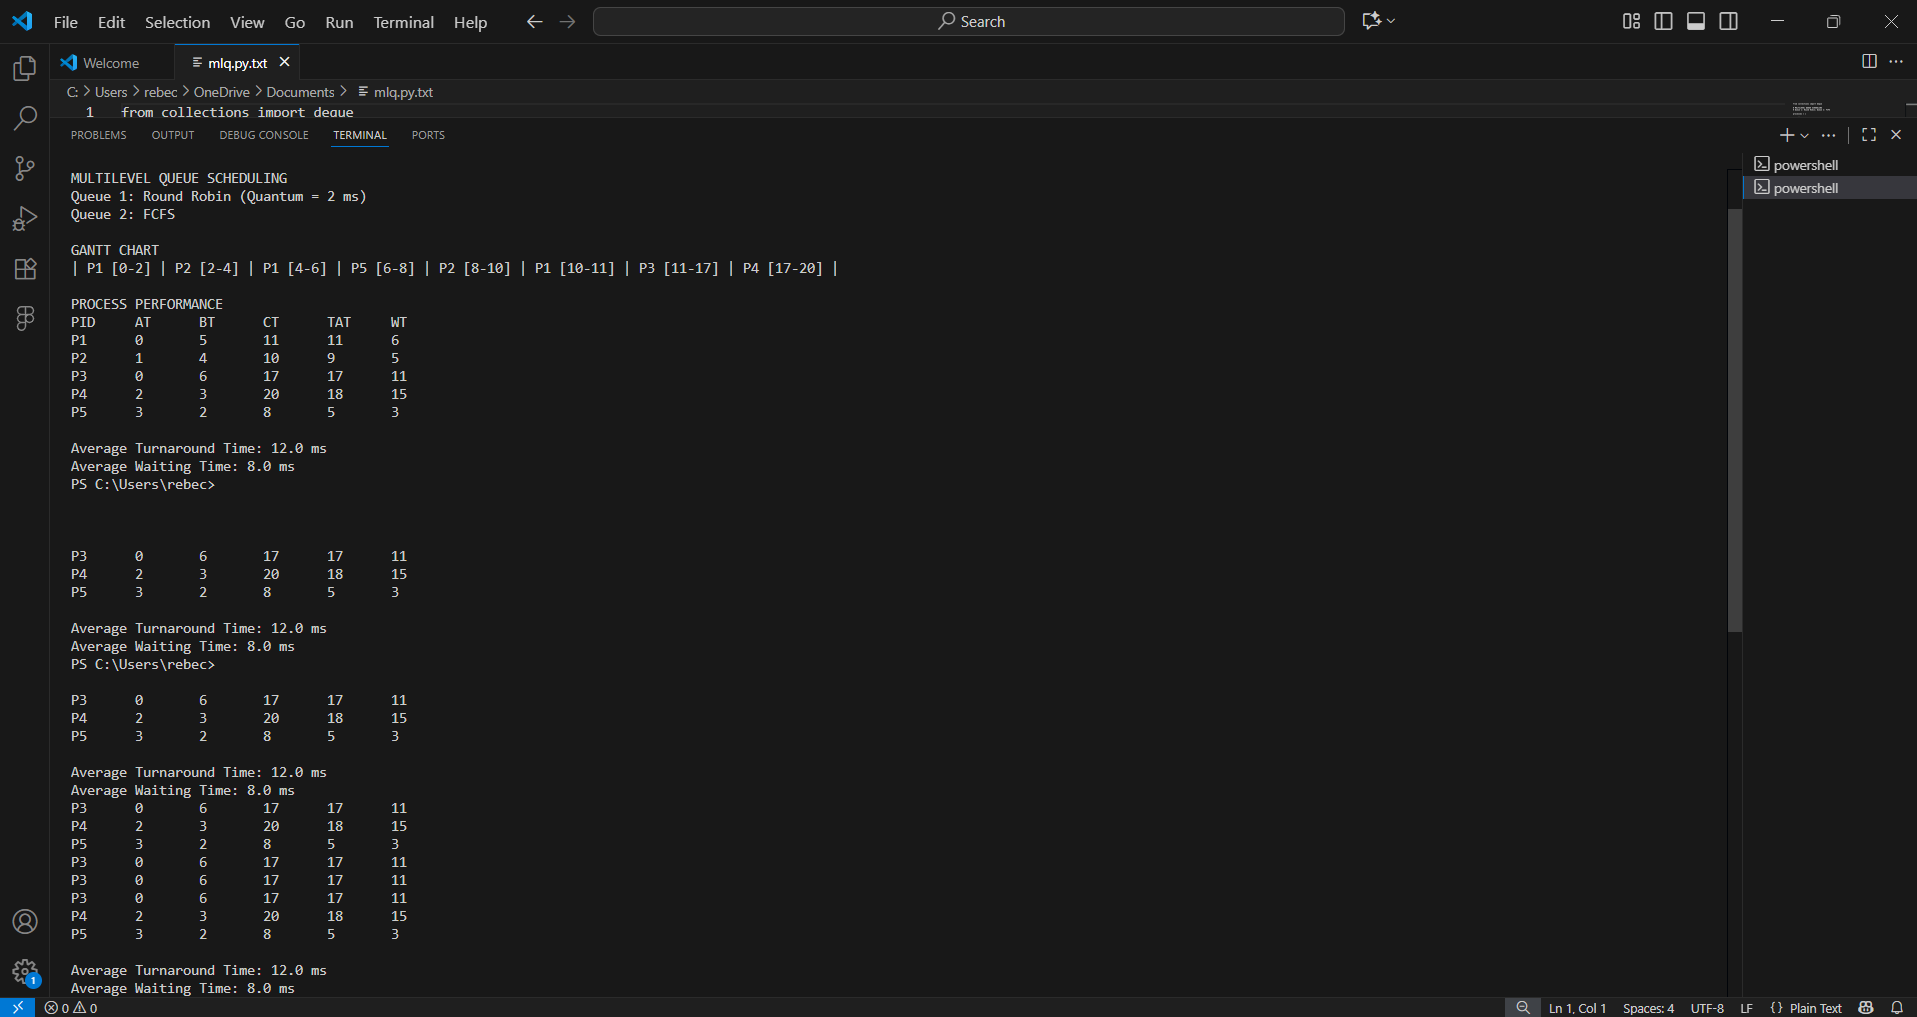 File Edit Selection View Go Run Terminal Help Search
Welcome mlq.py.txt
C: > Users > rebec > OneDrive > Documents > mlq.py.txt
1 from collections import deque
PROBLEMS OUTPUT DEBUG CONSOLE TERMINAL PORTS
powershell
powershell
MULTILEVEL QUEUE SCHEDULING
Queue 1: Round Robin (Quantum = 2 ms)
Queue 2: FCFS
GANTT CHART
| P1 [0-2] | P2 [2-4] | P1 [4-6] | P5 [6-8] | P2 [8-10] | P1 [10-11] | P3 [11-17] | P4 [17-20] |
PROCESS PERFORMANCE
PID AT BT CT TAT WT
P1 0 5 11 11 6
P2 1 4 10 9 5
P3 0 6 17 17 11
P4 2 3 20 18 15
P5 3 2 8 5 3
Average Turnaround Time: 12.0 ms
Average Waiting Time: 8.0 ms
PS C:\Users\rebec>
P3 0 6 17 17 11
P4 2 3 20 18 15
P5 3 2 8 5 3
Average Turnaround Time: 12.0 ms
Average Waiting Time: 8.0 ms
PS C:\Users\rebec>
P3 0 6 17 17 11
P4 2 3 20 18 15
P5 3 2 8 5 3
Average Turnaround Time: 12.0 ms
Average Waiting Time: 8.0 ms
P3 0 6 17 17 11
P4 2 3 20 18 15
P5 3 2 8 5 3
P3 0 6 17 17 11
P3 0 6 17 17 11
P3 0 6 17 17 11
P4 2 3 20 18 15
P5 3 2 8 5 3
Average Turnaround Time: 12.0 ms
Average Waiting Time: 8.0 ms
1
0 0 Ln 1, Col 1 Spaces: 4 UTF-8 LF {} Plain Text